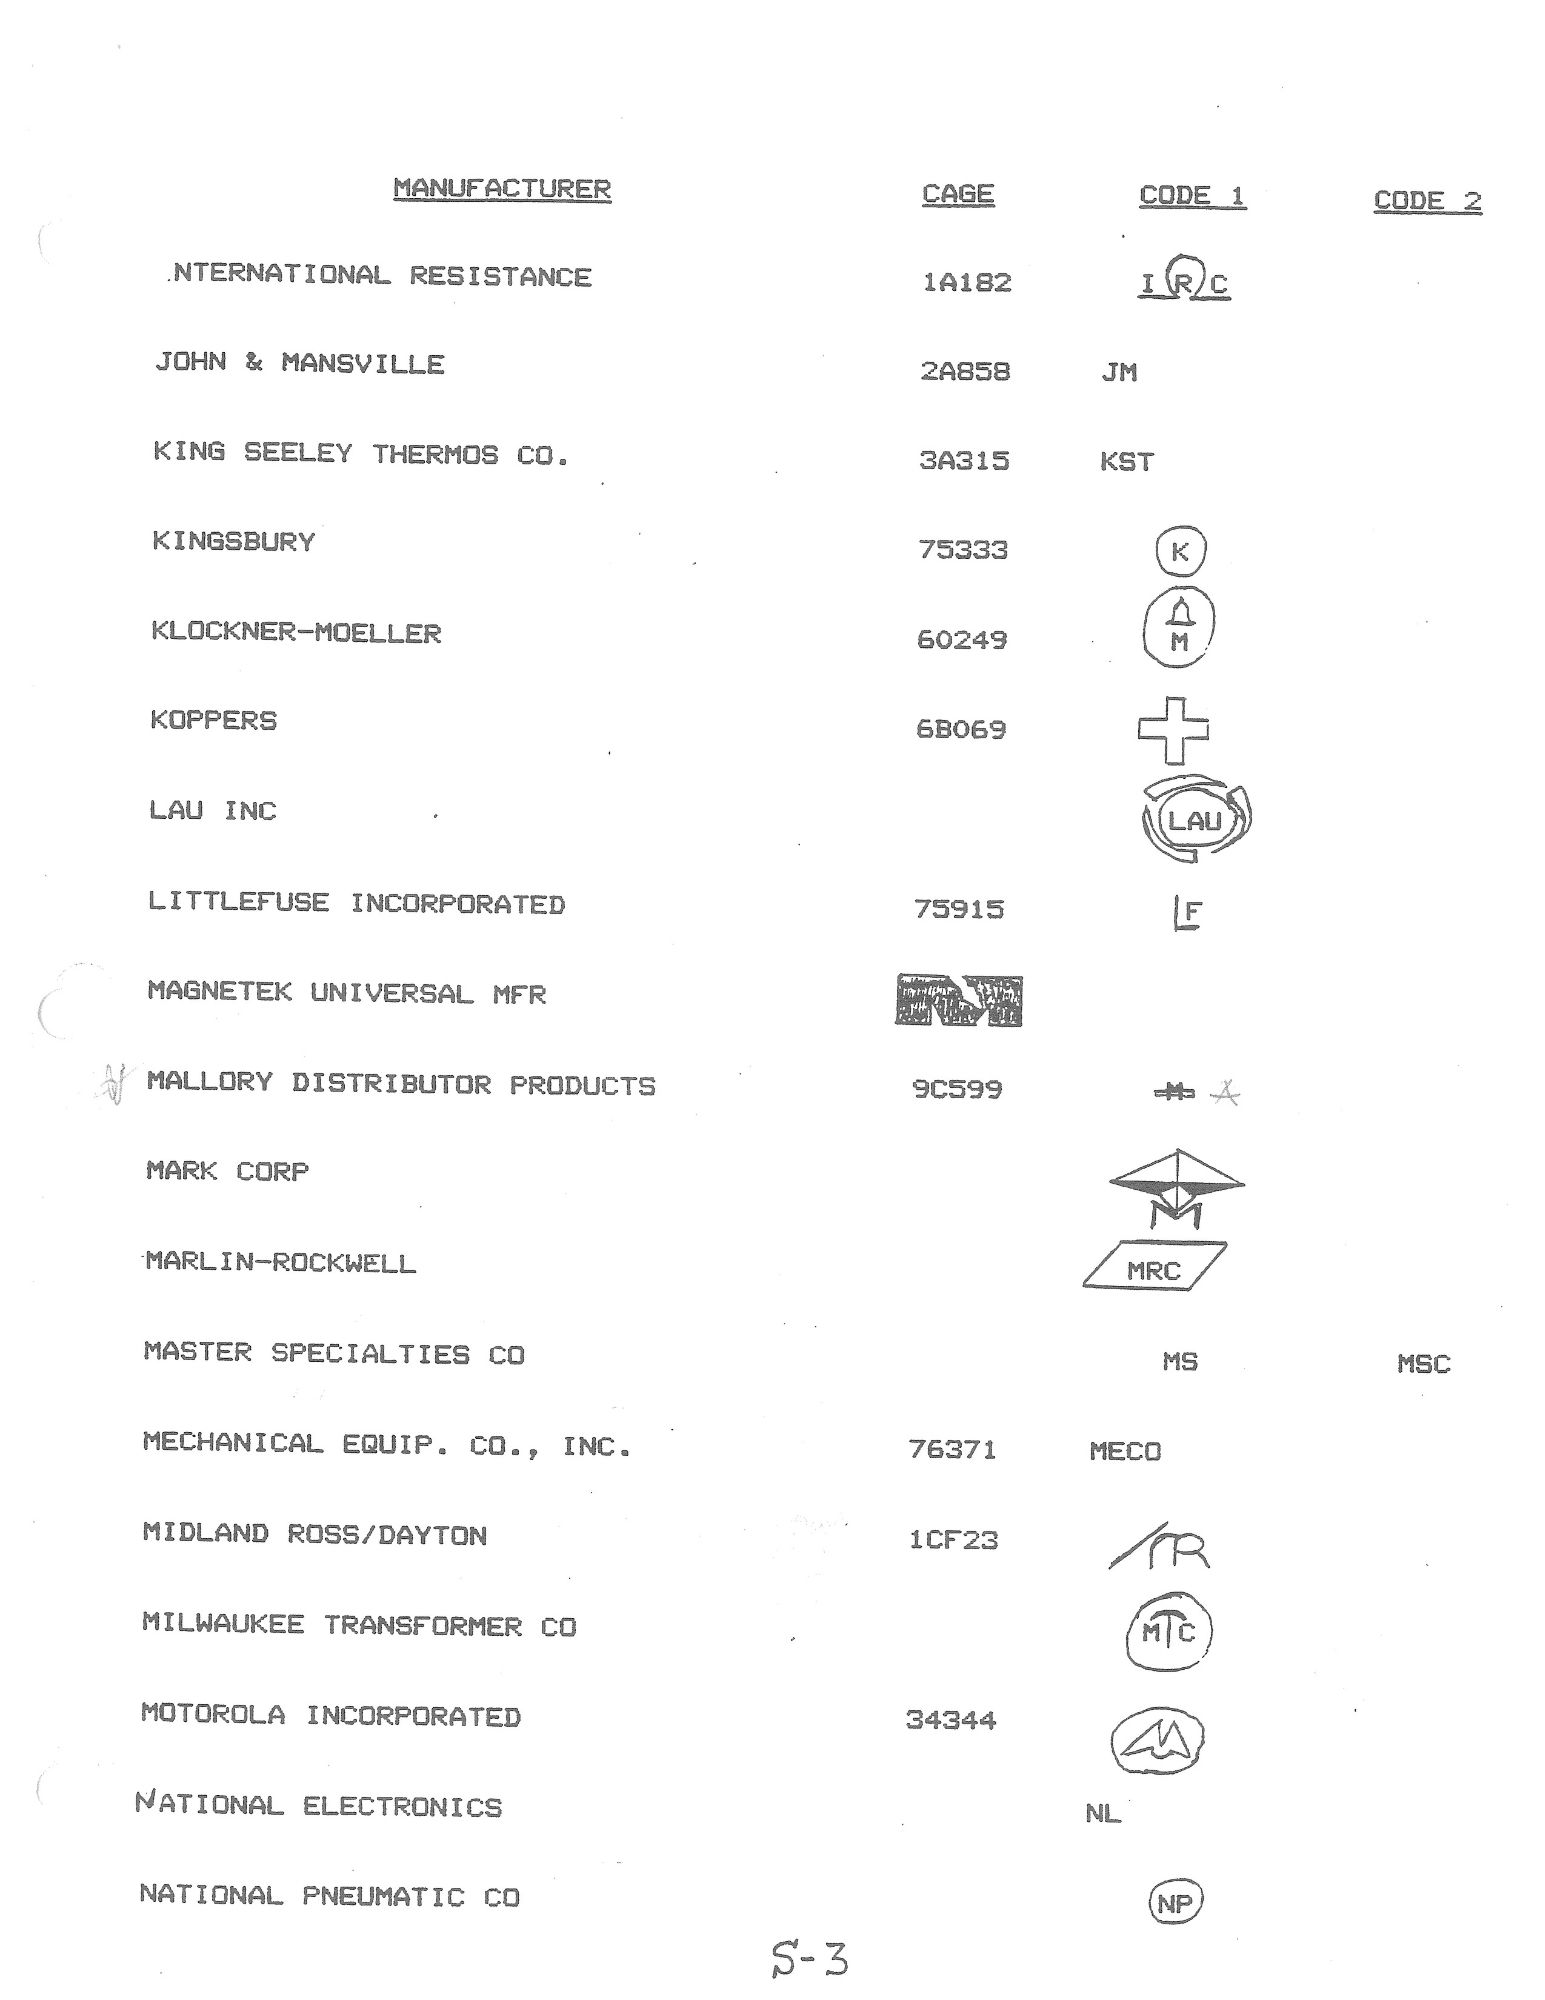 MANUFACTURER CAGE CODE 1 CODE 2
.NTERNATIONAL RESISTANCE 1A182 I R C
JOHN & MANSVILLE 2A858 JM
KING SEELEY THERMOS CO. 3A315 KST
KINGSBURY 75333 K
KLOCKNER-MOELLER 60249 M
KOPPERS 6B069
LAU INC LAU
LITTLEFUSE INCORPORATED 75915 LF
MAGNETEK UNIVERSAL MFR M
MALLORY DISTRIBUTOR PRODUCTS 9C599 M
MARK CORP M
MARLIN-ROCKWELL MRC
MASTER SPECIALTIES CO MS MSC
MECHANICAL EQUIP. CO., INC. 76371 MECO
MIDLAND ROSS/DAYTON 1CF23 MR
MILWAUKEE TRANSFORMER CO MTC
MOTOROLA INCORPORATED 34344 M
NATIONAL ELECTRONICS NL
NATIONAL PNEUMATIC CO NP
S-3